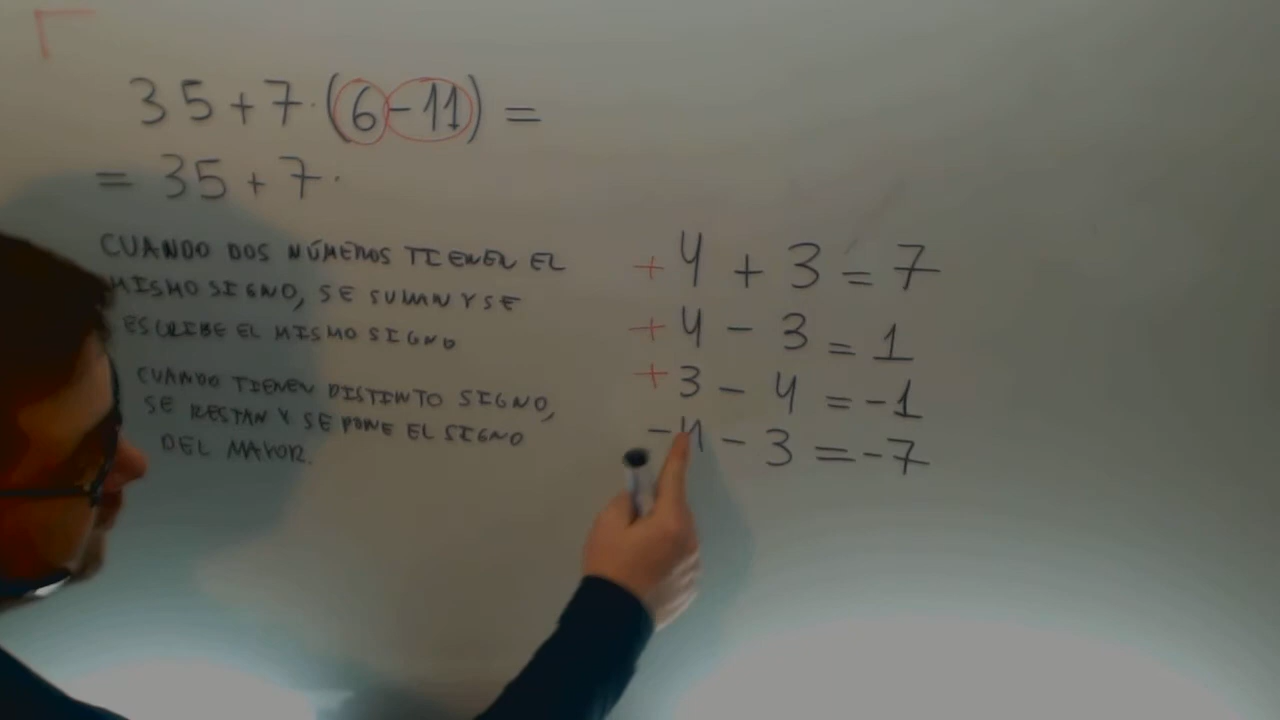 35+7·(6-11)=
= 35+7·
CUANDO DOS NÚMEROS TIENEN EL
MISMO SIGNO, SE SUMAN Y SE
ESCRIBE EL MISMO SIGNO
CUANDO TIENEN DISTINTO SIGNO,
SE RESTAN Y SE PONE EL SIGNO
DEL MAYOR.
+4+3=7
+4-3=1
+3-4=-1
-4-3=-7